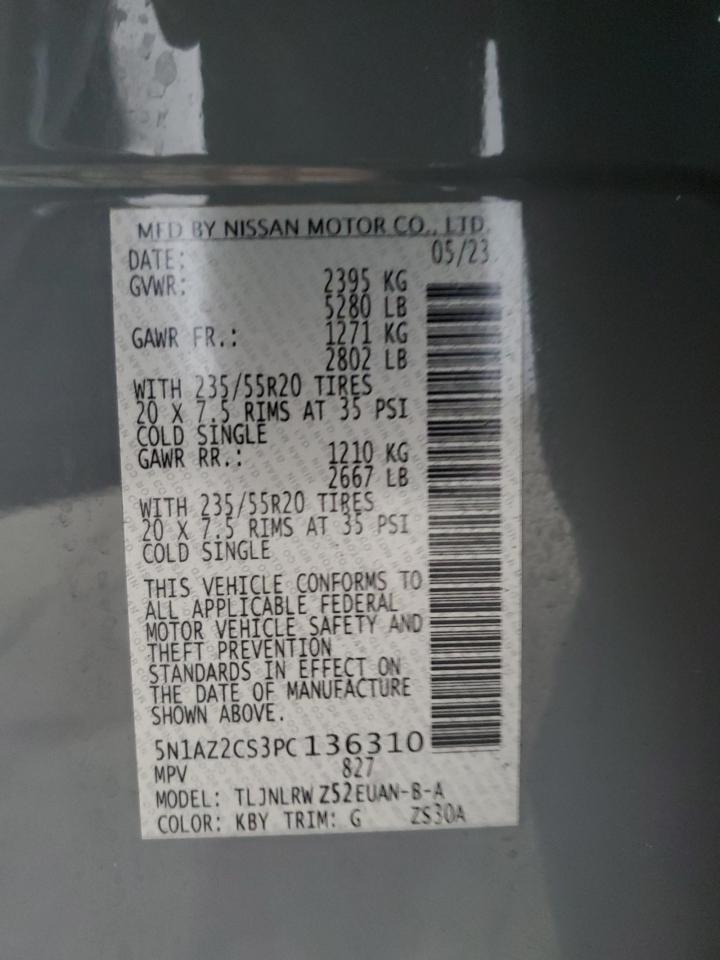 MFD BY NISSAN MOTOR CO., LTD.
DATE: 05/23
GVWR: 2395 KG
5280 LB
GAWR FR.: 1271 KG
2802 LB
WITH 235/55R20 TIRES
20 X 7.5 RIMS AT 35 PSI
COLD SINGLE
GAWR RR.: 1210 KG
2667 LB
WITH 235/55R20 TIRES
20 X 7.5 RIMS AT 35 PSI
COLD SINGLE
THIS VEHICLE CONFORMS TO
ALL APPLICABLE FEDERAL
MOTOR VEHICLE SAFETY AND
THEFT PREVENTION
STANDARDS IN EFFECT ON
THE DATE OF MANUFACTURE
SHOWN ABOVE.
5N1AZ2CS3PC136310
MPV 827
MODEL: TLJNLRW Z52EUAN-B-A
COLOR: KBY TRIM: G ZS30A